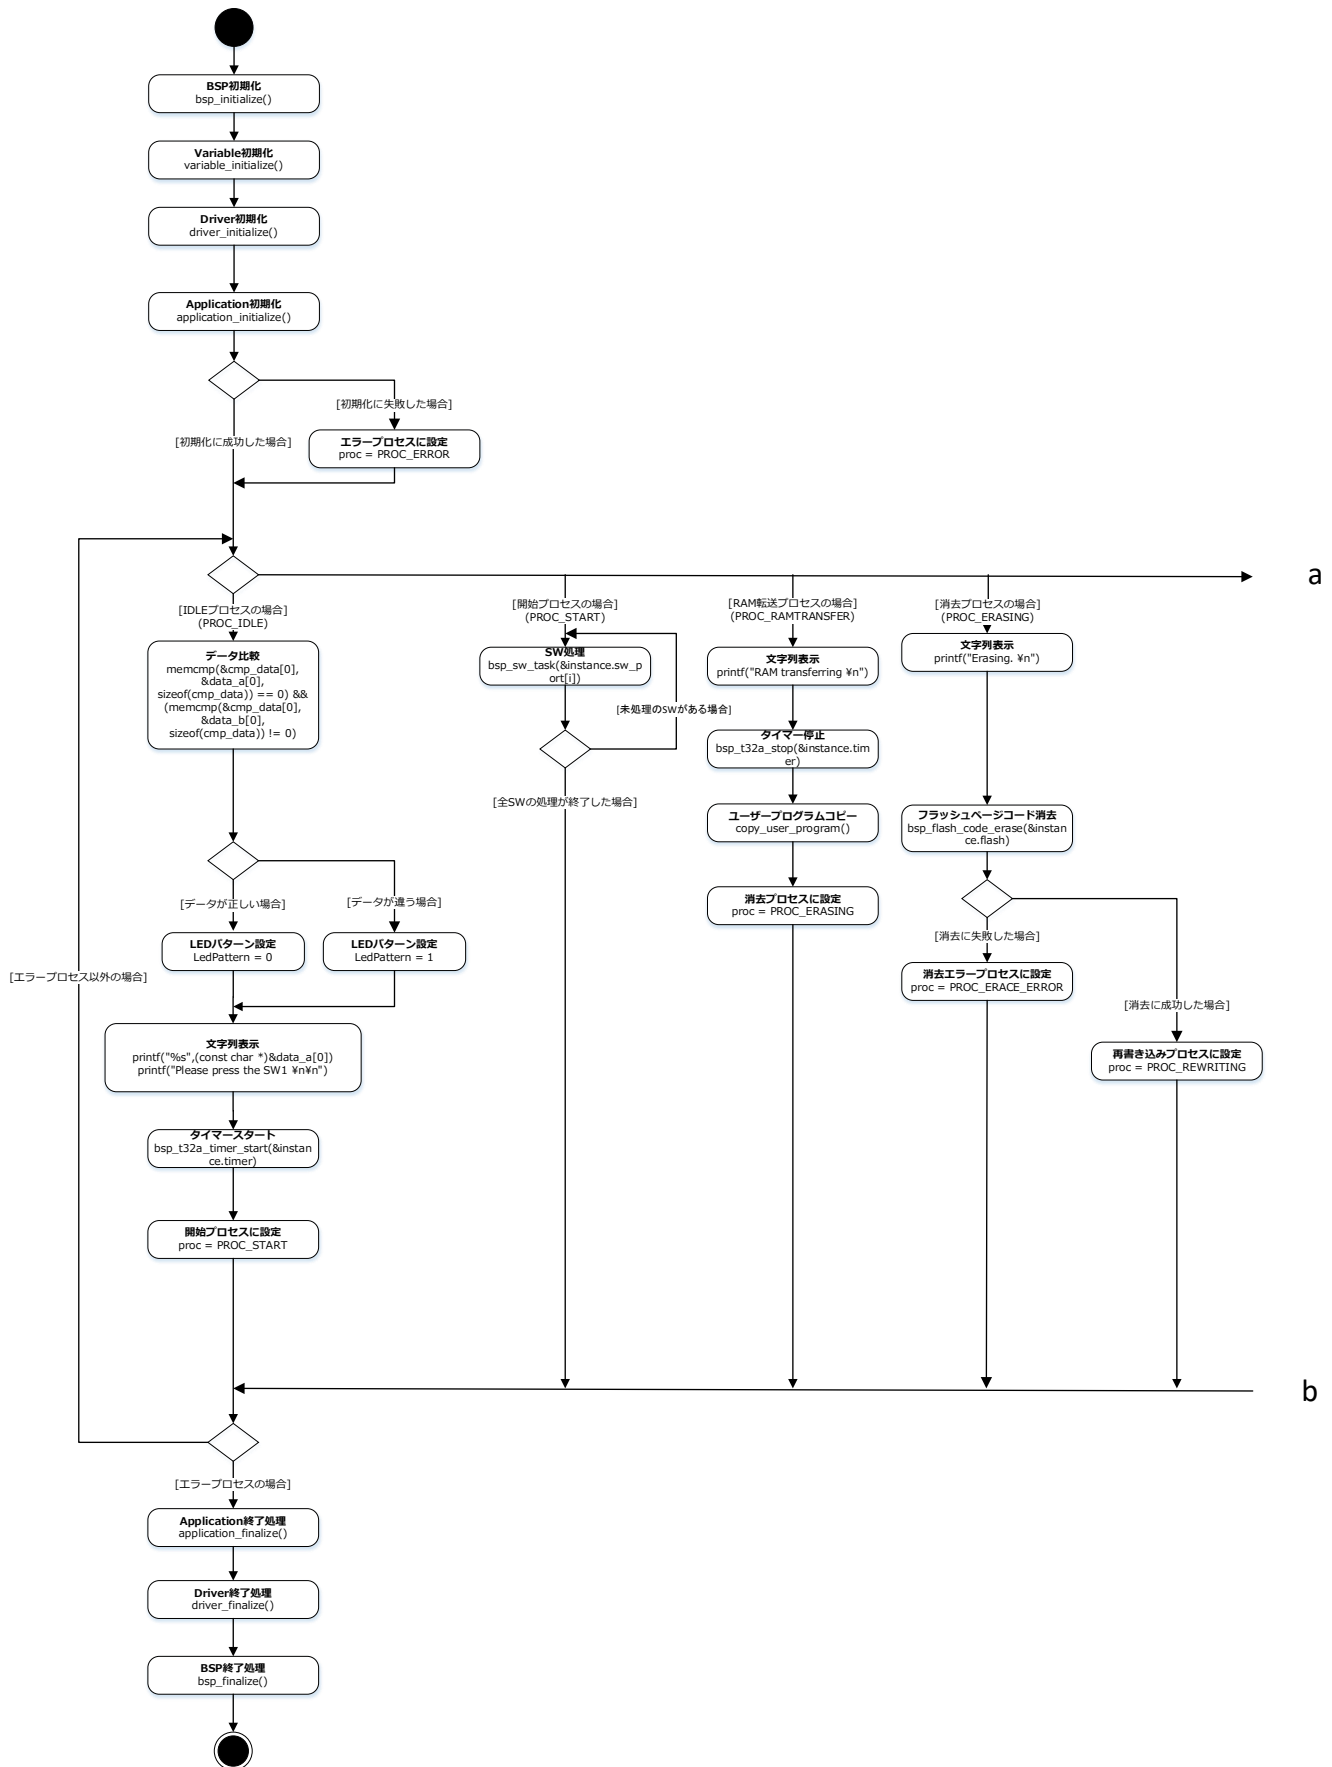 BSP初期化
bsp_initialize()
Variable初期化
variable_initialize()
Driver初期化
driver_initialize()
Application初期化
application_initialize()
[初期化に失敗した場合]
[初期化に成功した場合]
エラープロセスに設定
proc = PROC_ERROR
a
[IDLEプロセスの場合]
(PROC_IDLE)
データ比較
memcmp(&cmp_data[0],
&data_a[0],
sizeof(cmp_data)) == 0) &&
(memcmp(&cmp_data[0],
&data_b[0],
sizeof(cmp_data)) != 0)
[データが正しい場合]
[データが違う場合]
LEDパターン設定
LedPattern = 0
LEDパターン設定
LedPattern = 1
[エラープロセス以外の場合]
文字列表示
printf("%s",(const char *)&data_a[0])
printf("Please press the SW1 ¥n¥n")
タイマースタート
bsp_t32a_timer_start(&instan
ce.timer)
開始プロセスに設定
proc = PROC_START
[開始プロセスの場合]
(PROC_START)
SW処理
bsp_sw_task(&instance.sw_p
ort[i])
[未処理のSWがある場合]
[全SWの処理が終了した場合]
[RAM転送プロセスの場合]
(PROC_RAMTRANSFER)
文字列表示
printf("RAM transferring ¥n")
タイマー停止
bsp_t32a_stop(&instance.tim
er)
ユーザープログラムコピー
copy_user_program()
消去プロセスに設定
proc = PROC_ERASING
[消去プロセスの場合]
(PROC_ERASING)
文字列表示
printf("Erasing. ¥n")
フラッシュページコード消去
bsp_flash_code_erase(&instan
ce.flash)
[消去に失敗した場合]
消去エラープロセスに設定
proc = PROC_ERACE_ERROR
[消去に成功した場合]
再書き込みプロセスに設定
proc = PROC_REWRITING
b
[エラープロセスの場合]
Application終了処理
application_finalize()
Driver終了処理
driver_finalize()
BSP終了処理
bsp_finalize()